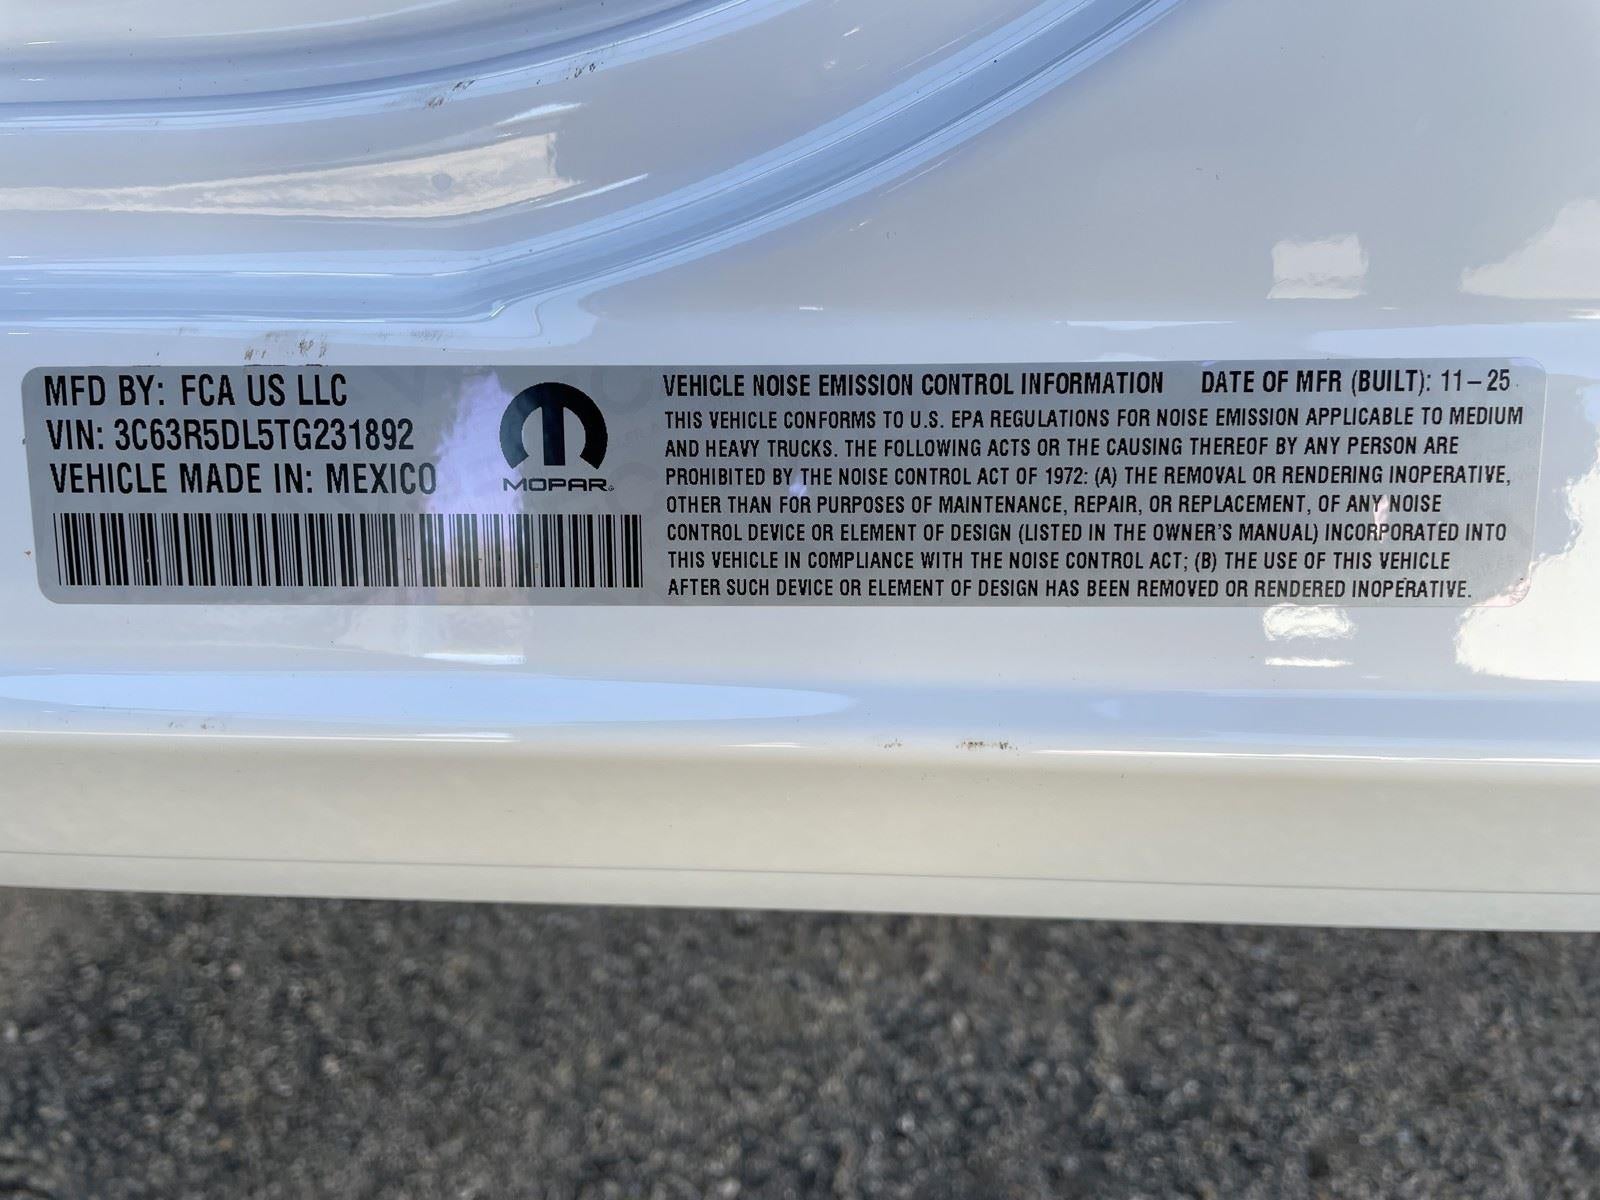 MFD BY: FCA US LLC
VIN: 3C63R5DL5TG231892
VEHICLE MADE IN: MEXICO
MOPAR
VEHICLE NOISE EMISSION CONTROL INFORMATION DATE OF MFR (BUILT): 11-25
THIS VEHICLE CONFORMS TO U.S. EPA REGULATIONS FOR NOISE EMISSION APPLICABLE TO MEDIUM
AND HEAVY TRUCKS. THE FOLLOWING ACTS OR THE CAUSING THEREOF BY ANY PERSON ARE
PROHIBITED BY THE NOISE CONTROL ACT OF 1972: (A) THE REMOVAL OR RENDERING INOPERATIVE,
OTHER THAN FOR PURPOSES OF MAINTENANCE, REPAIR, OR REPLACEMENT, OF ANY NOISE
CONTROL DEVICE OR ELEMENT OF DESIGN (LISTED IN THE OWNER'S MANUAL) INCORPORATED INTO
THIS VEHICLE IN COMPLIANCE WITH THE NOISE CONTROL ACT; (B) THE USE OF THIS VEHICLE
AFTER SUCH DEVICE OR ELEMENT OF DESIGN HAS BEEN REMOVED OR RENDERED INOPERATIVE.